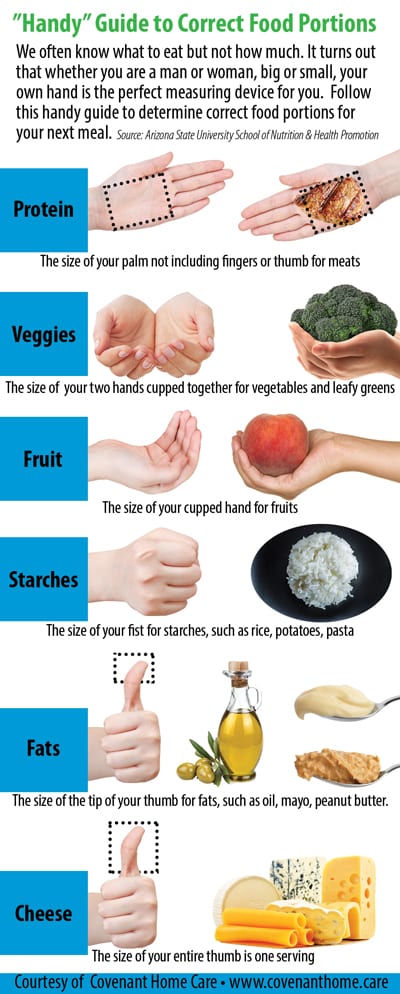 "Handy" Guide to Correct Food Portions
We often know what to eat but not how much. It turns out
that whether you are a man or woman, big or small, your
own hand is the perfect measuring device for you. Follow
this handy guide to determine correct food portions for
your next meal. Source: Arizona State University School of Nutrition & Health Promotion
Protein
The size of your palm not including fingers or thumb for meats
Veggies
The size of your two hands cupped together for vegetables and leafy greens
Fruit
The size of your cupped hand for fruits
Starches
The size of your fist for starches, such as rice, potatoes, pasta
Fats
The size of the tip of your thumb for fats, such as oil, mayo, peanut butter.
Cheese
The size of your entire thumb is one serving
Courtesy of Covenant Home Care • www.covenanthome.care